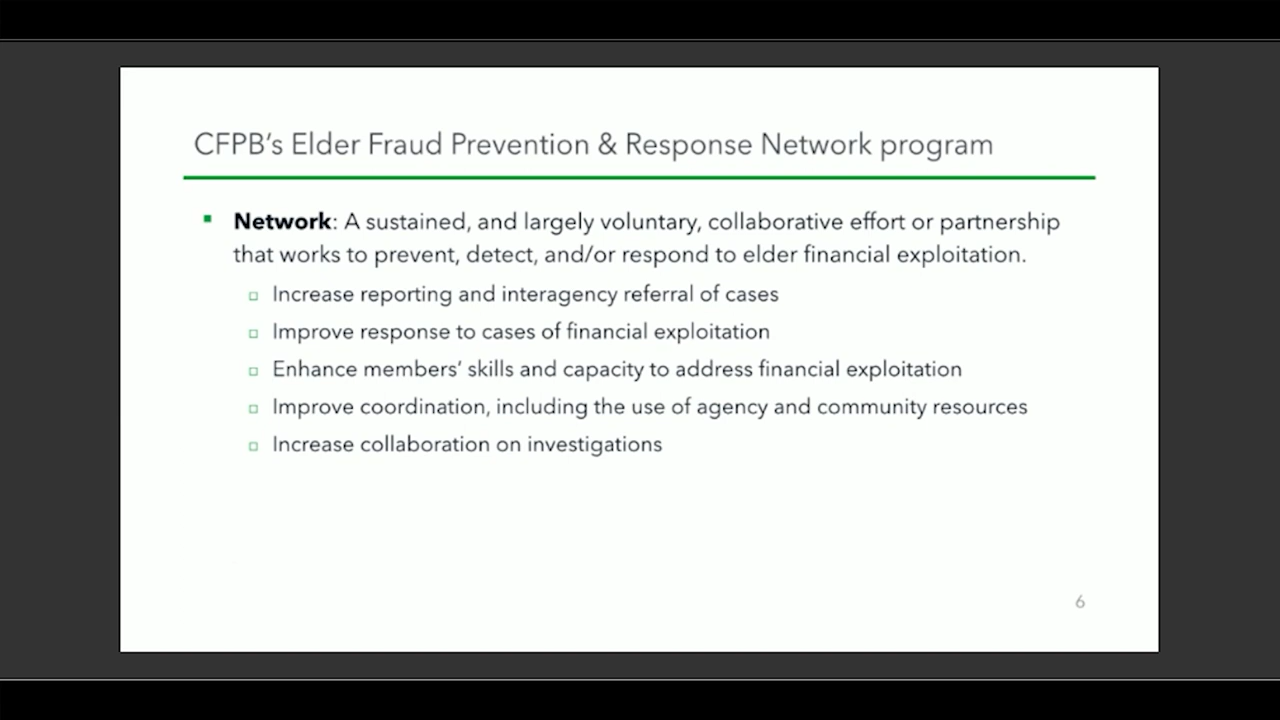 CFPB’s Elder Fraud Prevention & Response Network program
Network: A sustained, and largely voluntary, collaborative effort or partnership
that works to prevent, detect, and/or respond to elder financial exploitation.
Increase reporting and interagency referral of cases
Improve response to cases of financial exploitation
Enhance members’ skills and capacity to address financial exploitation
Improve coordination, including the use of agency and community resources
Increase collaboration on investigations
6